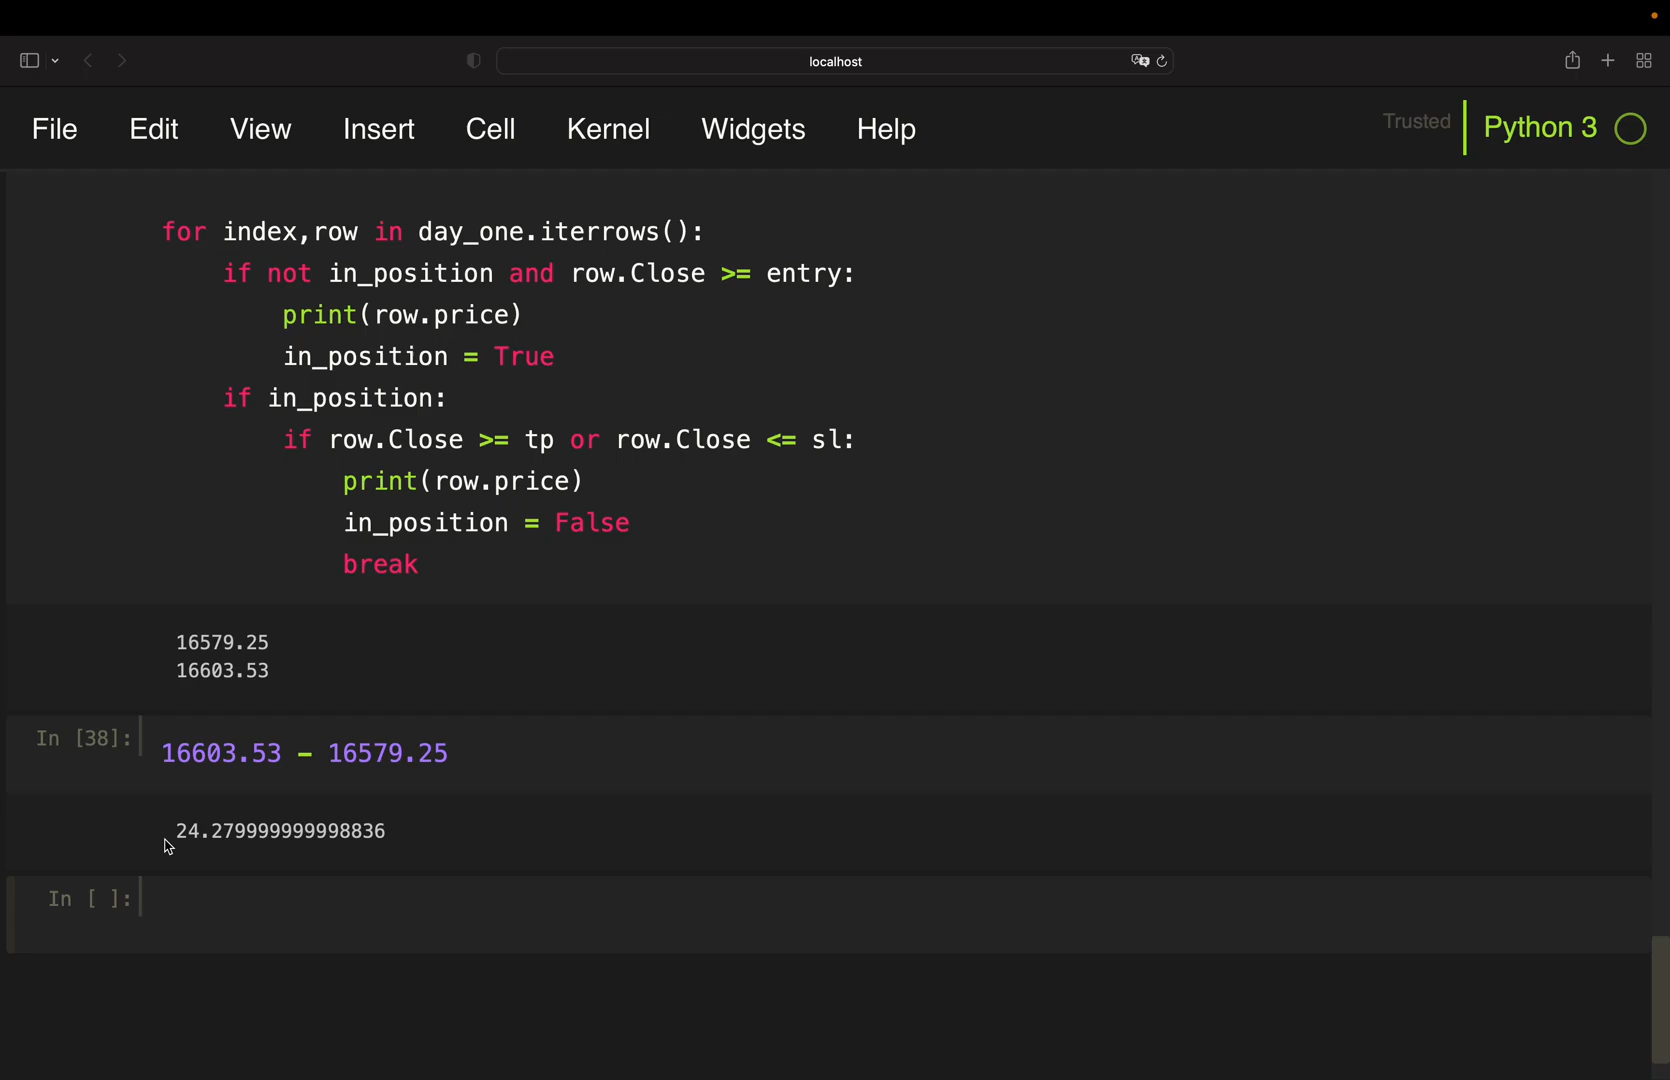 localhost
File Edit View Insert Cell Kernel Widgets Help Trusted Python 3
for index,row in day_one.iterrows():
    if not in_position and row.Close >= entry:
        print(row.price)
        in_position = True
    if in_position:
        if row.Close >= tp or row.Close <= sl:
            print(row.price)
            in_position = False
            break
16579.25
16603.53
In [38]: 16603.53 - 16579.25
24.279999999998836
In [ ]: